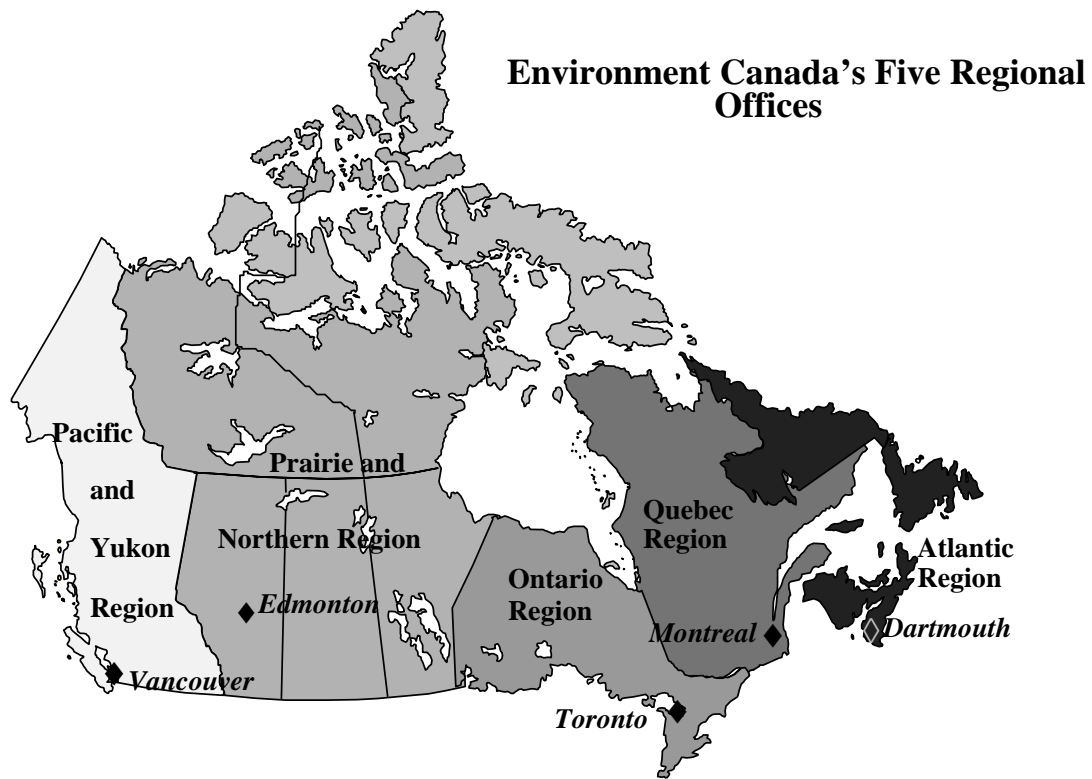 Environment Canada's Five Regional
Offices
Pacific
and
Yukon
Region
Prairie and
Northern Region
Edmonton
Vancouver
Ontario
Region
Toronto
Quebec
Region
Montreal
Atlantic
Region
Dartmouth